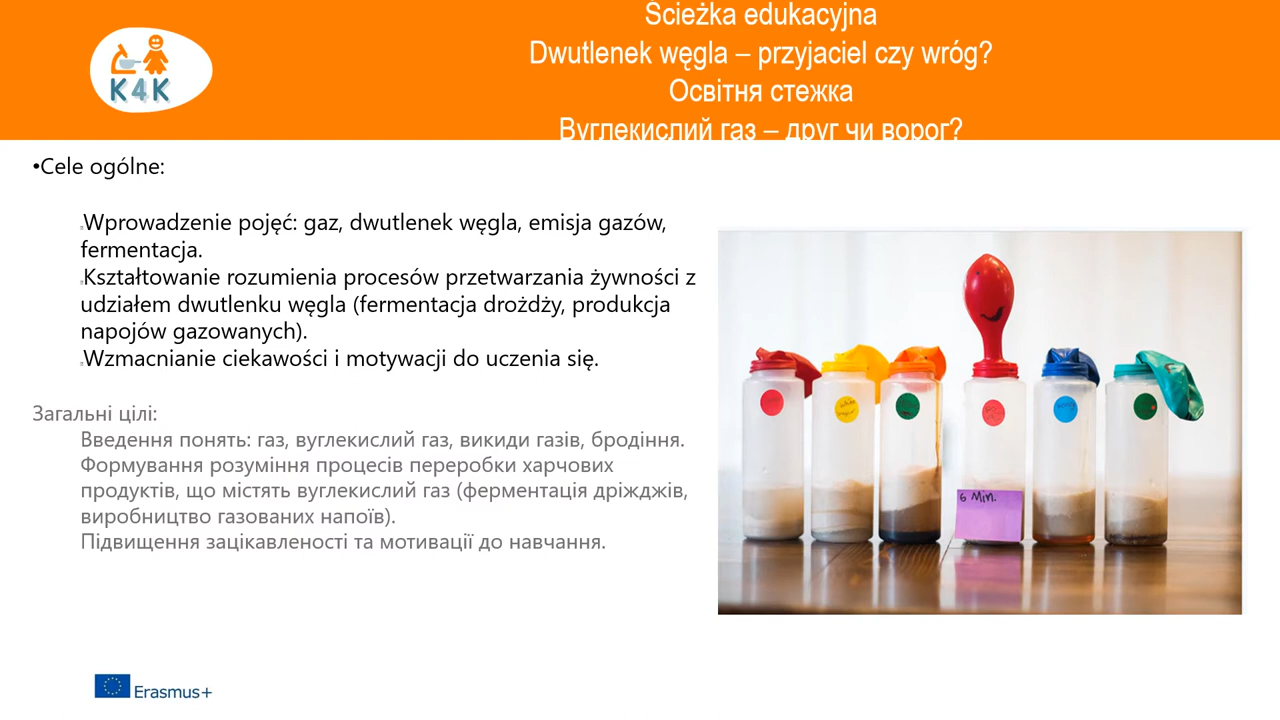 Ścieżka edukacyjna
Dwutlenek węgla – przyjaciel czy wróg?
Освітня стежка
Вуглекислий газ – друг чи ворог?
K4K
•Cele ogólne:
Wprowadzenie pojęć: gaz, dwutlenek węgla, emisja gazów,
fermentacja.
Kształtowanie rozumienia procesów przetwarzania żywności z
udziałem dwutlenku węgla (fermentacja drożdży, produkcja
napojów gazowanych).
Wzmacnianie ciekawości i motywacji do uczenia się.
Загальні цілі:
Введення понять: газ, вуглекислий газ, викиди газів, бродіння.
Формування розуміння процесів переробки харчових
продуктів, що містять вуглекислий газ (ферментація дріжджів,
виробництво газованих напоїв).
Підвищення зацікавленості та мотивації до навчання.
6 Min.
Erasmus+